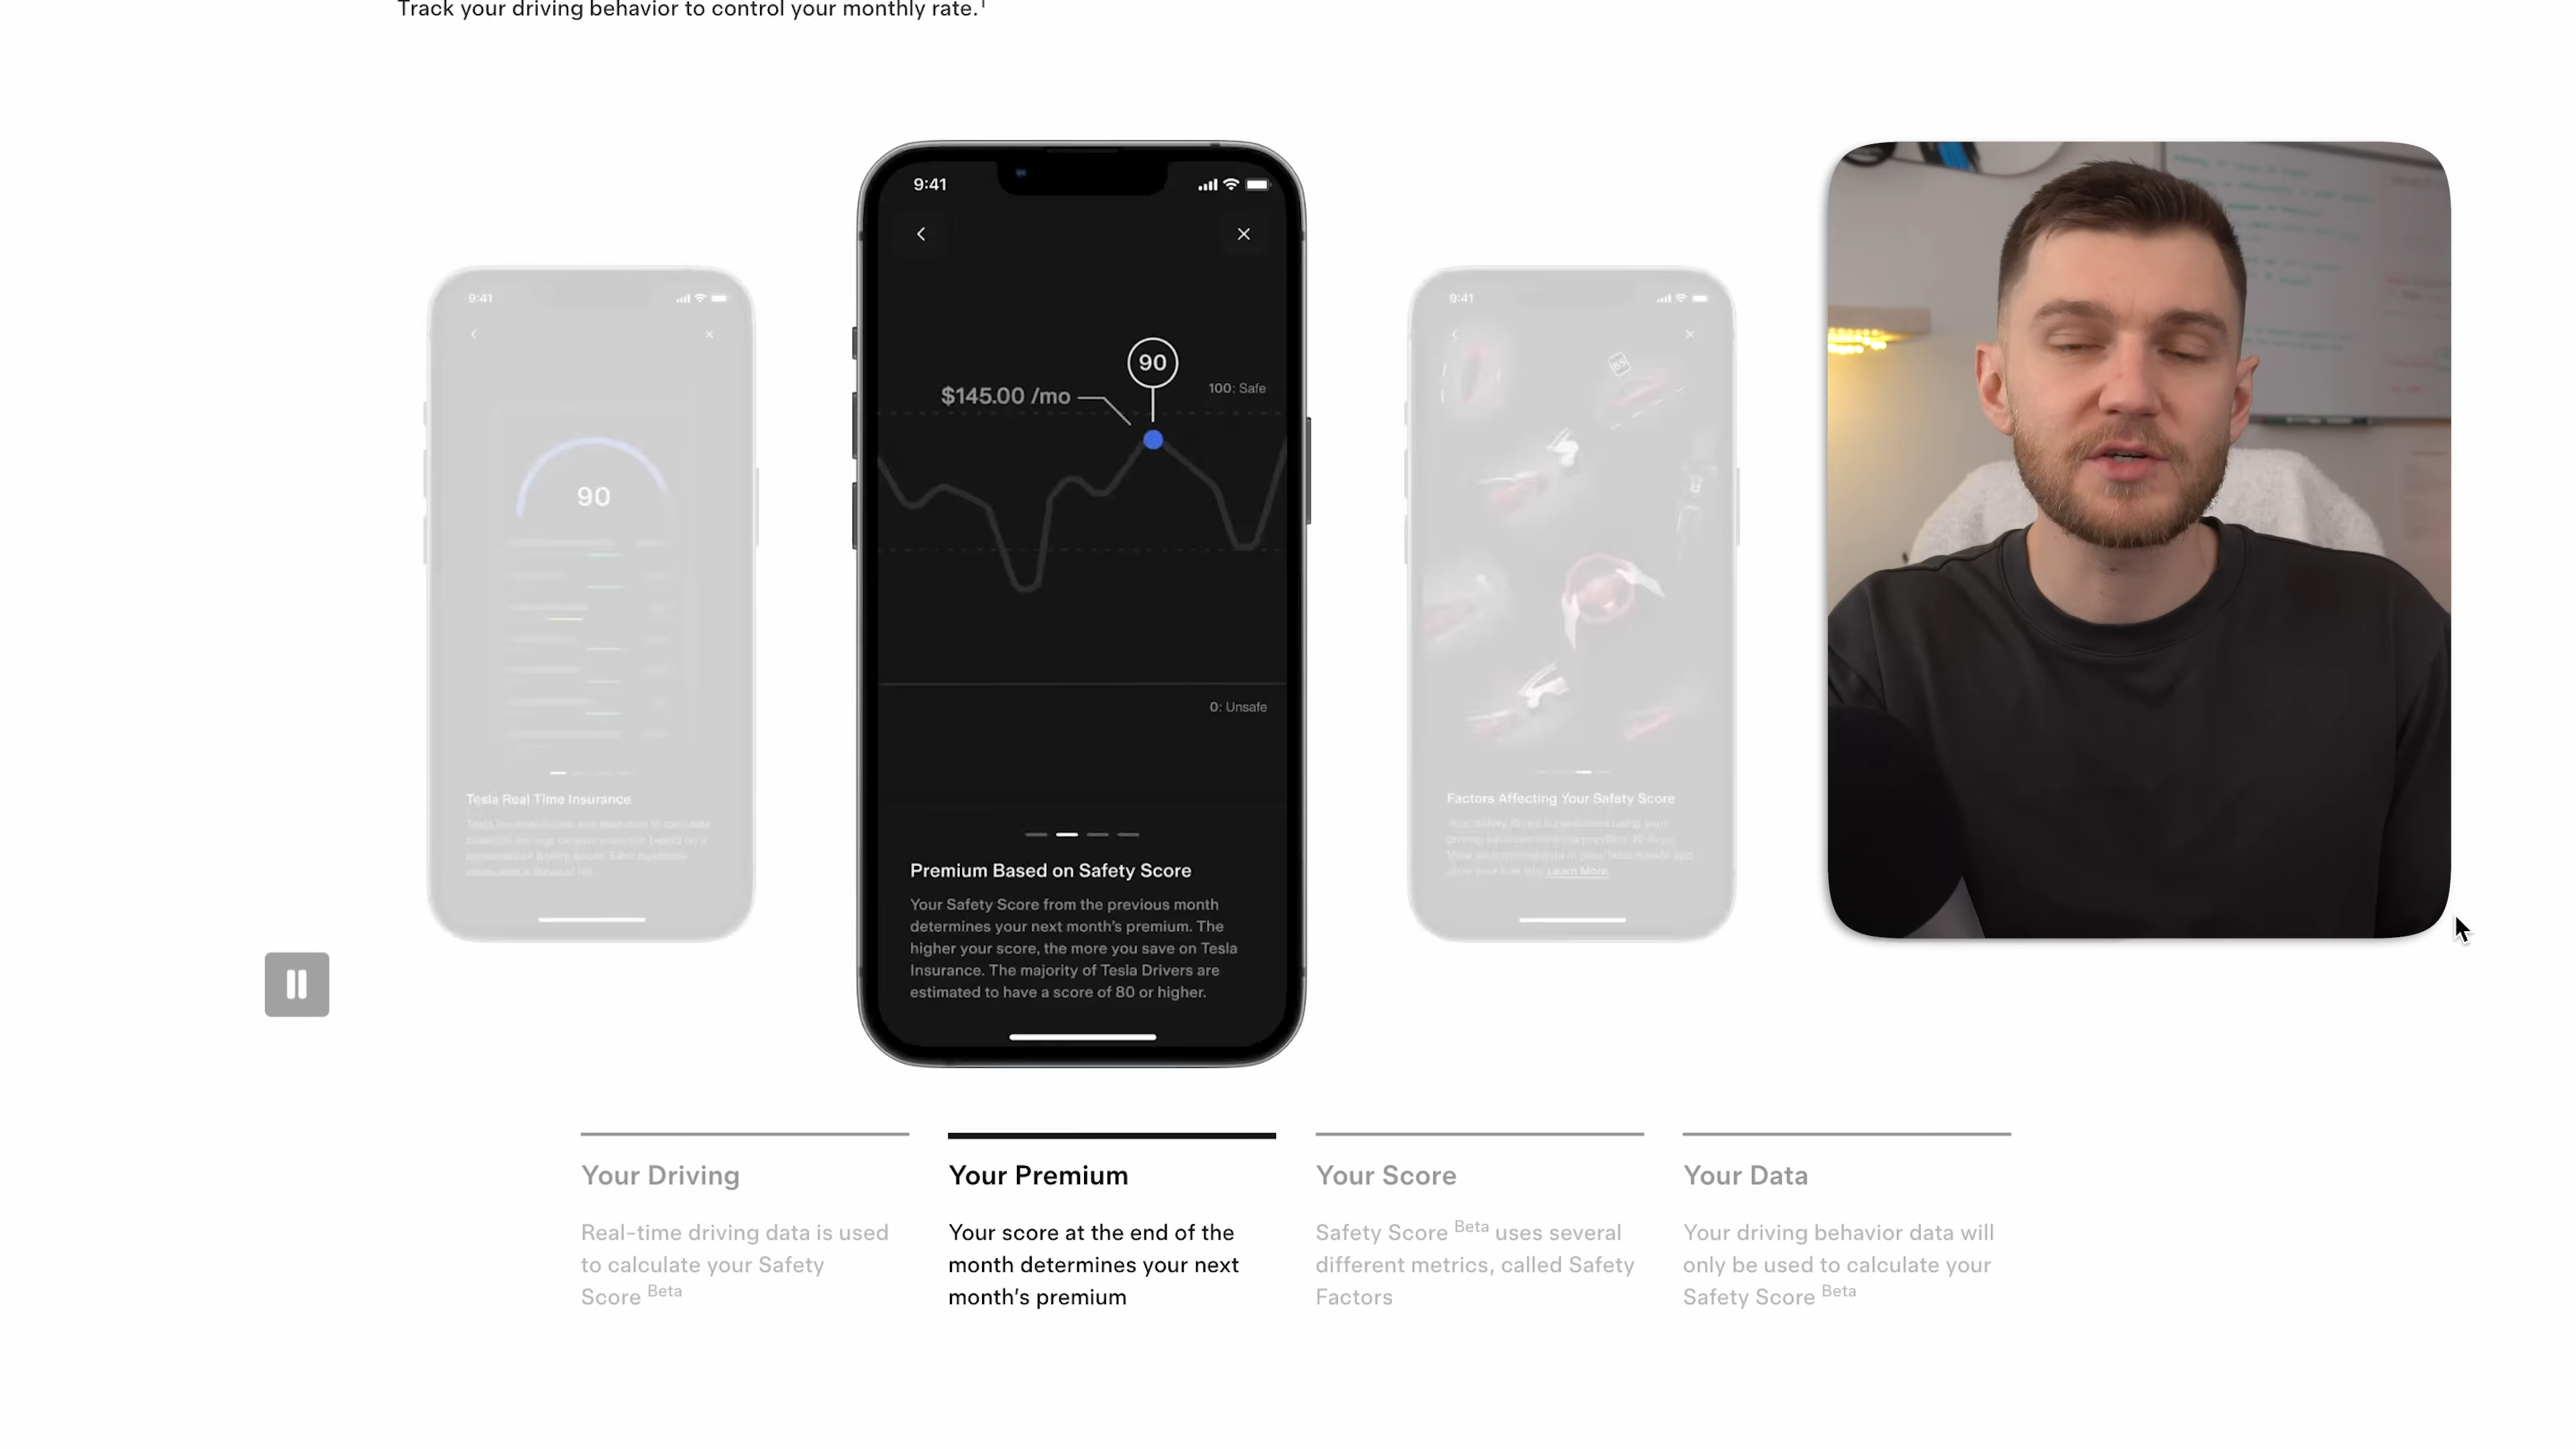 Track your driving behavior to control your monthly rate.¹
9:41
90
Tesla Real Time Insurance
9:41
90
$145.00 /mo
100: Safe
0: Unsafe
Premium Based on Safety Score
Your Safety Score from the previous month
determines your next month's premium. The
higher your score, the more you save on Tesla
Insurance. The majority of Tesla Drivers are
estimated to have a score of 80 or higher.
9:41
85
Factors Affecting Your Safety Score
Learn More
Your Driving
Real-time driving data is used
to calculate your Safety
Score Beta
Your Premium
Your score at the end of the
month determines your next
month's premium
Your Score
Safety Score Beta uses several
different metrics, called Safety
Factors
Your Data
Your driving behavior data will
only be used to calculate your
Safety Score Beta